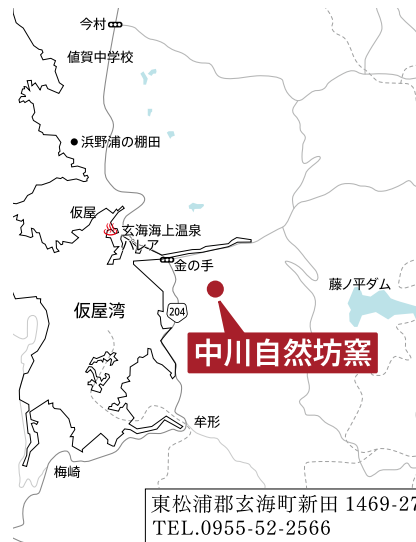 今村
値賀中学校
浜野浦の棚田
仮屋
玄海海上温泉
パレア
金の手
藤ノ平ダム
仮屋湾
204
中川自然坊窯
牟形
梅崎
東松浦郡玄海町新田 1469-27
TEL.0955-52-2566